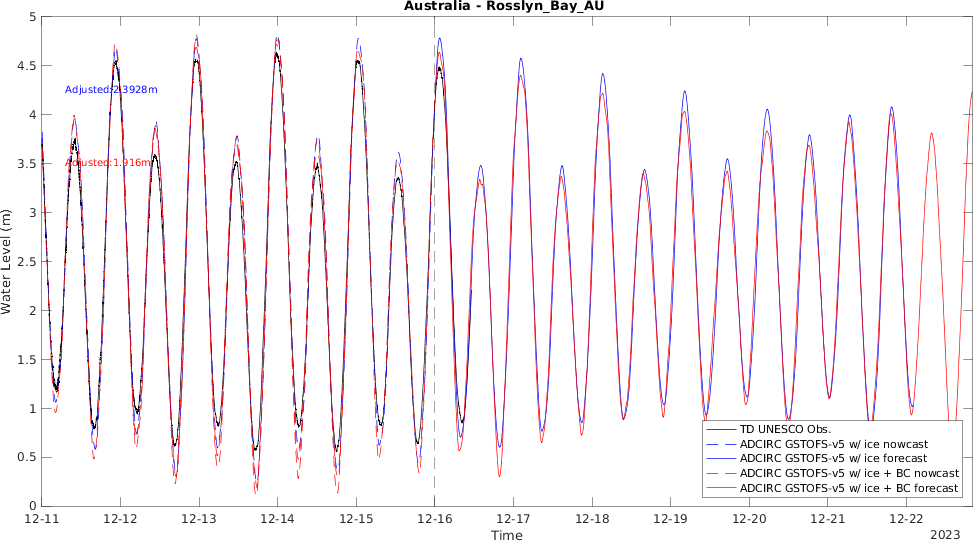 Australia - Rosslyn_Bay_AU
Water Level (m)
5
4.5
4
3.5
3
2.5
2
1.5
1
0.5
0
Adjusted:2.3928m
Adjusted:1.916m
TD UNESCO Obs.
ADCIRC GSTOFS-v5 w/ ice nowcast
ADCIRC GSTOFS-v5 w/ ice forecast
ADCIRC GSTOFS-v5 w/ ice + BC nowcast
ADCIRC GSTOFS-v5 w/ ice + BC forecast
12-11 12-12 12-13 12-14 12-15 12-16 12-17 12-18 12-19 12-20 12-21 12-22
Time
2023